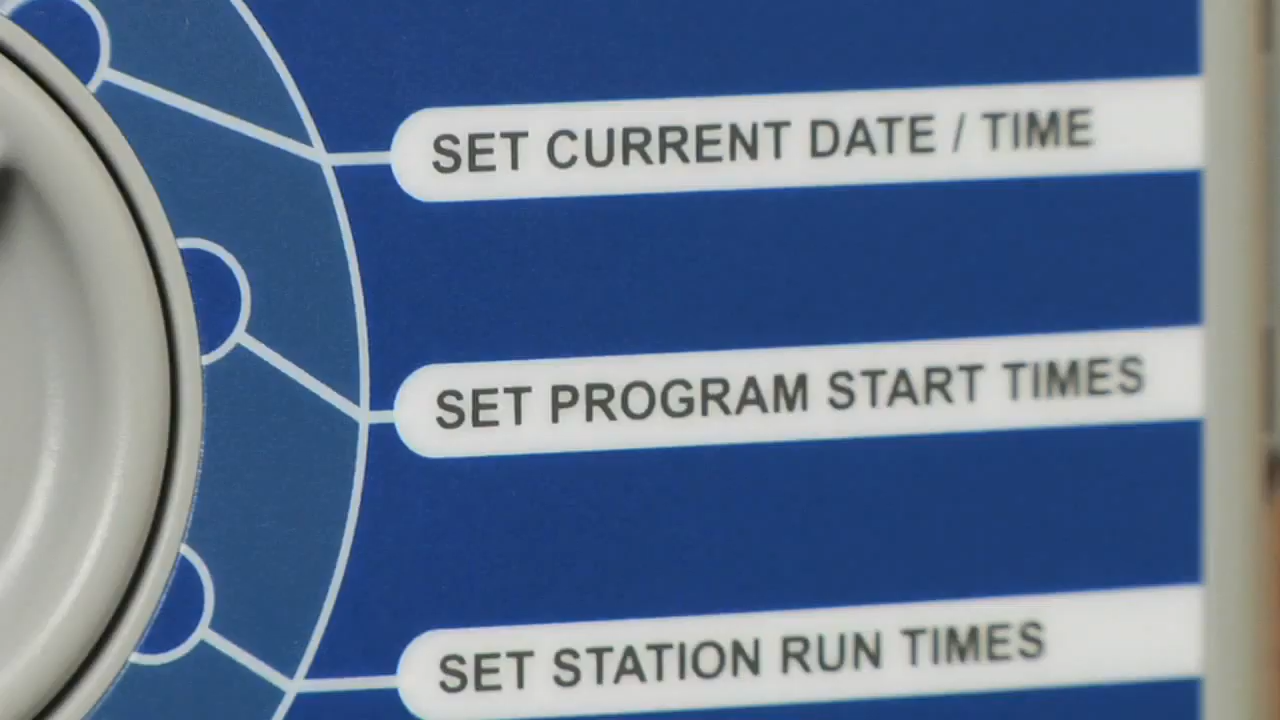 SET CURRENT DATE / TIME
SET PROGRAM START TIMES
SET STATION RUN TIMES